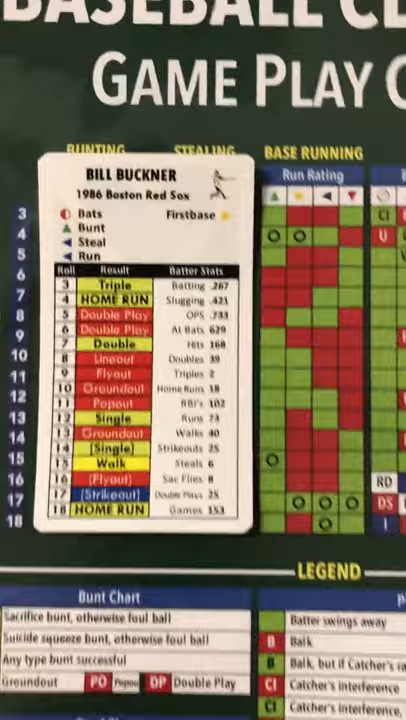 BASEBALL CL
GAME PLAY C
BUNTING STEALING BASE RUNNING
Run Rating
BILL BUCKNER
1986 Boston Red Sox
Bats Firstbase
Bunt
Steal
Run
Roll Result Batter Stats
3 Triple Batting .267
4 HOME RUN Slugging .421
5 Double Play OPS .733
6 Double Play At Bats 629
7 Double Hits 168
8 Lineout Doubles 39
9 Flyout Triples 2
10 Groundout Home Runs 18
11 Popout RBI's 102
12 Single Runs 73
13 Groundout Walks 40
14 (Single) Strikeouts 25
15 Walk Steals 6
16 (Flyout) Sac Flies 8
17 (Strikeout) Double Plays 25
18 HOME RUN Games 153
3
4
5
6
7
8
9
10
11
12
13
14
15
16
17
18
CI
U
RD
DS
I
LEGEND
Bunt Chart
Sacrifice bunt, otherwise foul ball
Suicide squeeze bunt, otherwise foul ball
Any type bunt successful
Groundout PO Popout DP Double Play
Batter swings away
B Balk
B Balk, but if Catcher's ra
CI Catcher's interference
CI Catcher's interference,